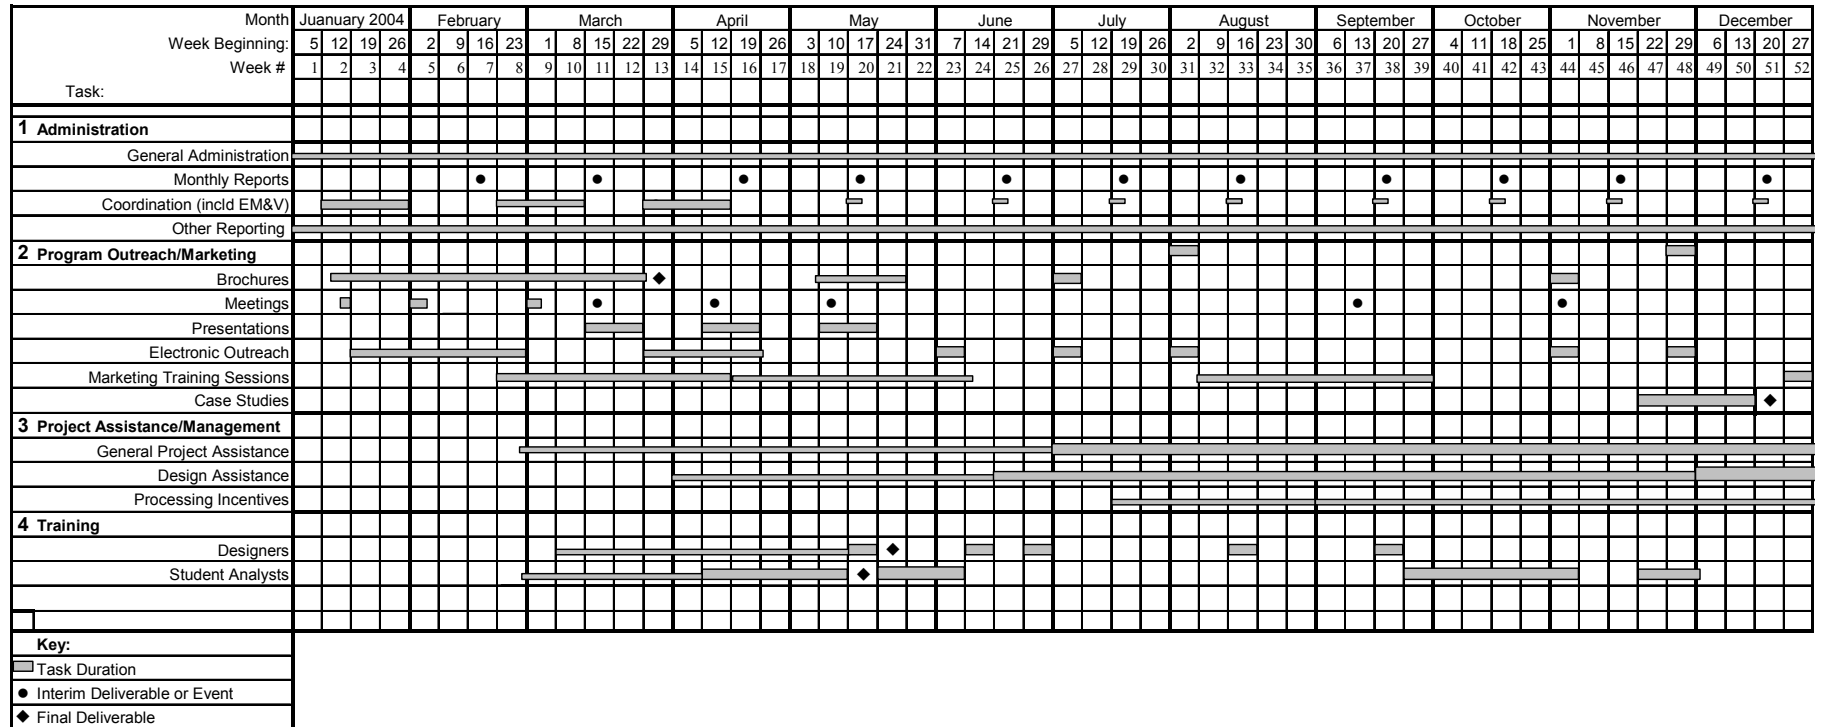 Month Juanuary 2004 February March April May June July August September October November December
Week Beginning: 5 12 19 26 2 9 16 23 1 8 15 22 29 5 12 19 26 3 10 17 24 31 7 14 21 29 5 12 19 26 2 9 16 23 30 6 13 20 27 4 11 18 25 1 8 15 22 29 6 13 20 27
Week # 1 2 3 4 5 6 7 8 9 10 11 12 13 14 15 16 17 18 19 20 21 22 23 24 25 26 27 28 29 30 31 32 33 34 35 36 37 38 39 40 41 42 43 44 45 46 47 48 49 50 51 52
Task:
1 Administration
General Administration
Monthly Reports
Coordination (incld EM&V)
Other Reporting
2 Program Outreach/Marketing
Brochures
Meetings
Presentations
Electronic Outreach
Marketing Training Sessions
Case Studies
3 Project Assistance/Management
General Project Assistance
Design Assistance
Processing Incentives
4 Training
Designers
Student Analysts
Key:
Task Duration
Interim Deliverable or Event
Final Deliverable